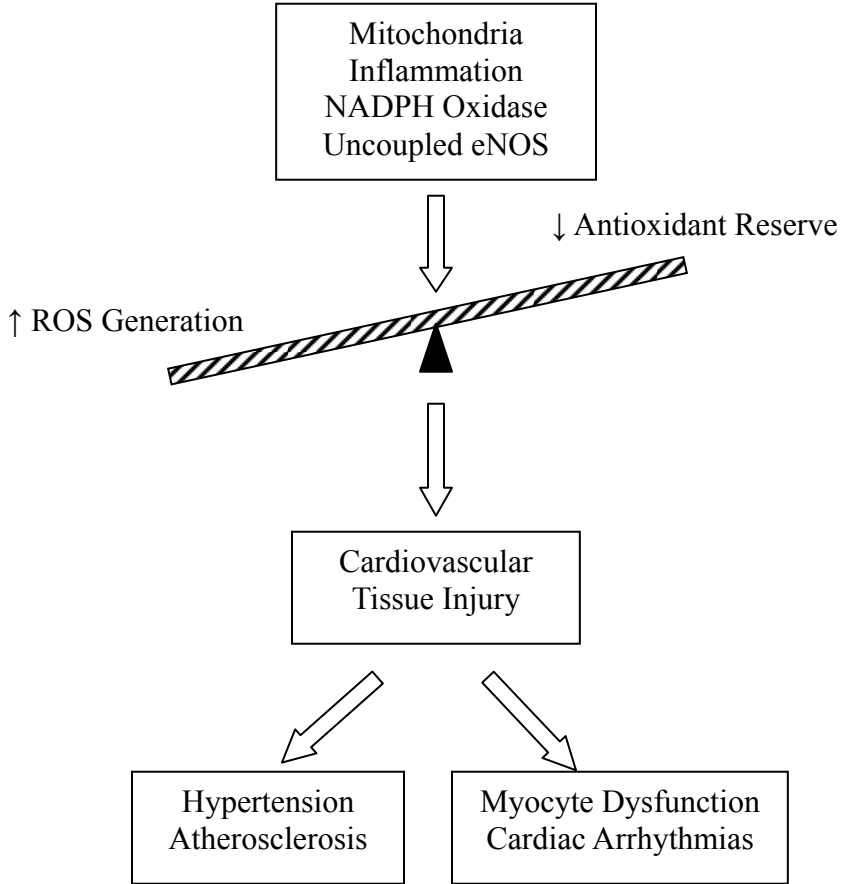 Mitochondria
Inflammation
NADPH Oxidase
Uncoupled eNOS
↓ Antioxidant Reserve
↑ ROS Generation
Cardiovascular
Tissue Injury
Hypertension
Atherosclerosis
Myocyte Dysfunction
Cardiac Arrhythmias